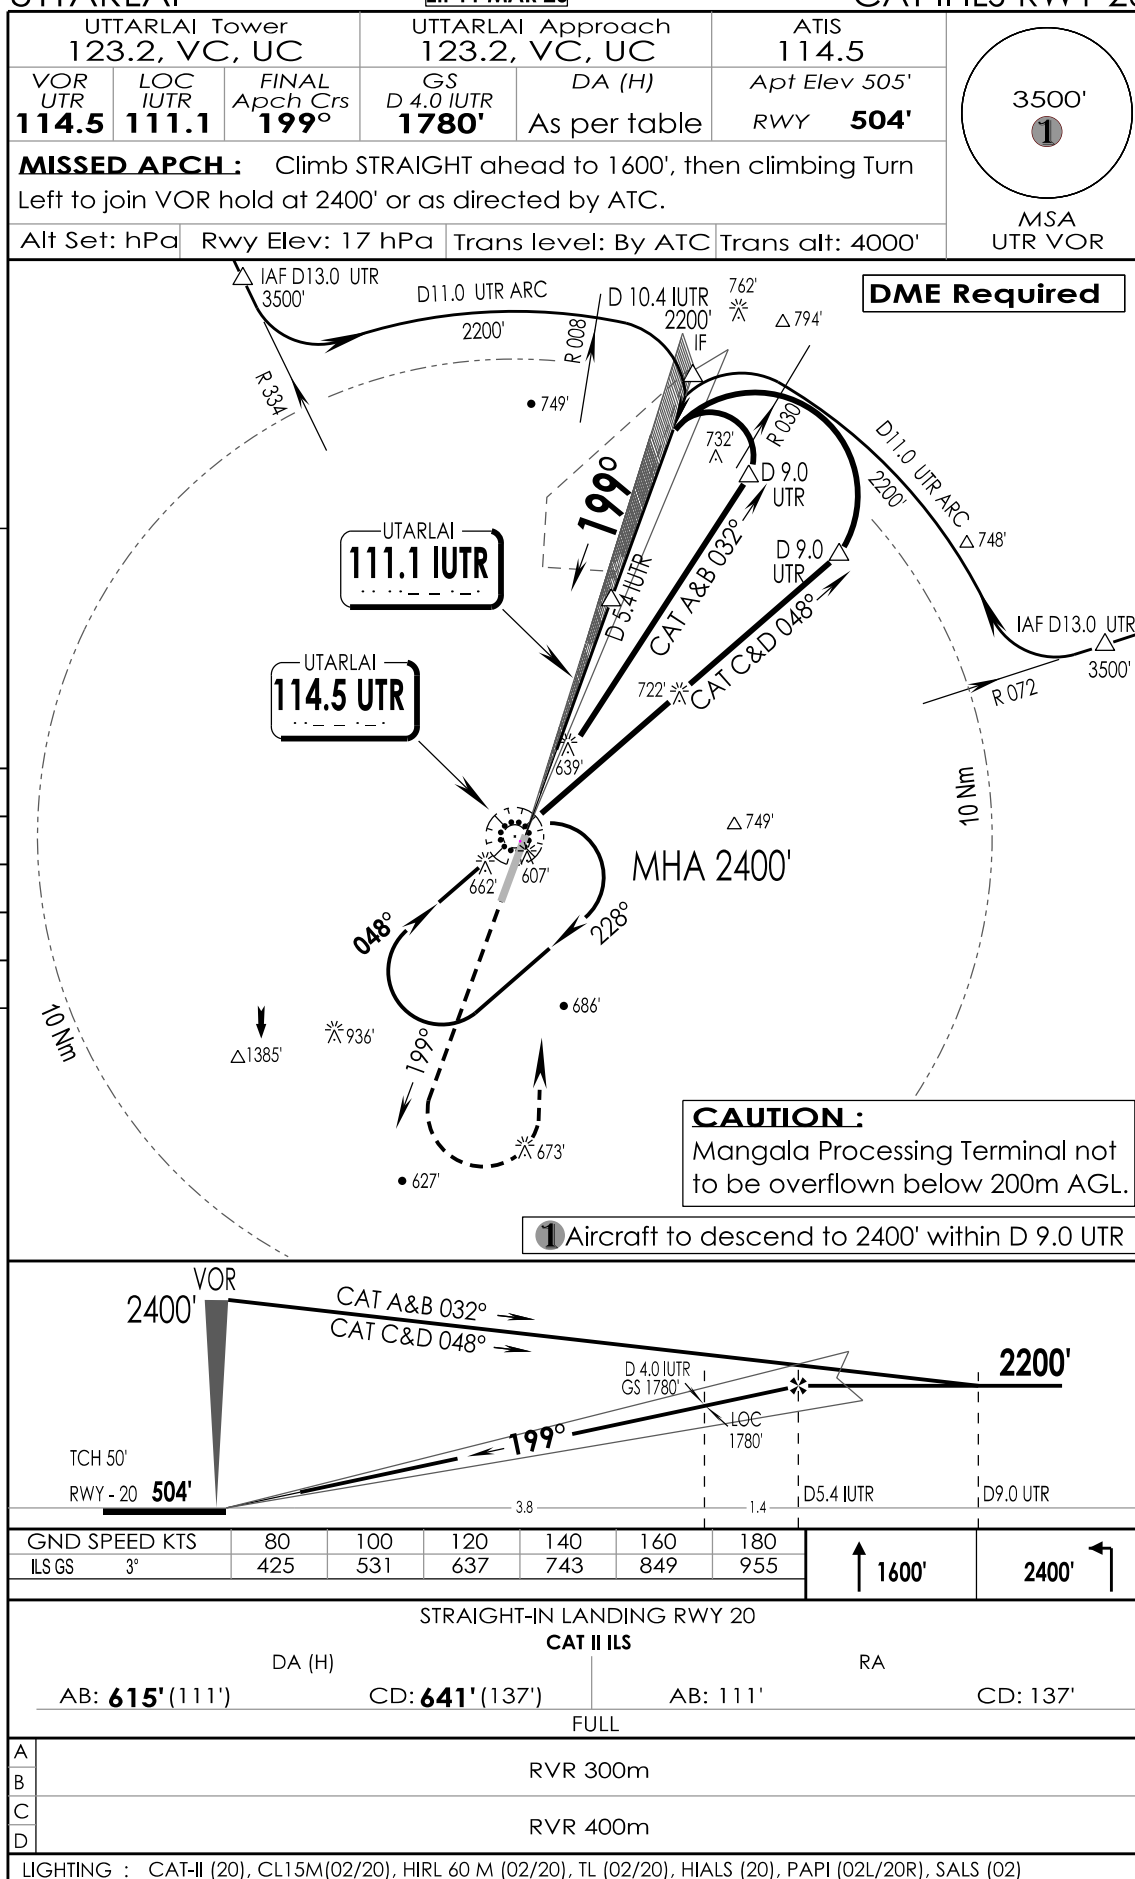 UTTARLAI
UTTARLAI Tower
123.2, VC, UC
UTTARLAI Approach
123.2, VC, UC
ATIS
114.5
VOR
UTR
114.5
LOC
IUTR
111.1
FINAL
Apch Crs
199°
GS
D 4.0 IUTR
1780'
DA (H)
As per table
Apt Elev 505'
RWY 504'
3500'
1
MSA
UTR VOR
MISSED APCH : Climb STRAIGHT ahead to 1600', then climbing Turn
Left to join VOR hold at 2400' or as directed by ATC.
Alt Set: hPa
Rwy Elev: 17 hPa
Trans level: By ATC
Trans alt: 4000'
IAF D13.0 UTR
3500'
D11.0 UTR ARC
2200'
R 008
D 10.4 IUTR
2200'
IF
762'
794'
DME Required
R 334
749'
732'
R 030
D11.0 UTR ARC
2200'
199°
D 9.0
UTR
748'
UTARLAI
111.1 IUTR
D 5.4 IUTR
CAT A&B 032°
D 9.0
UTR
CAT C&D 048°
IAF D13.0 UTR
3500'
R 072
UTARLAI
114.5 UTR
722'
639'
10 Nm
749'
MHA 2400'
662'
607'
048°
228°
686'
10 Nm
936'
1385'
199°
673'
627'
CAUTION :
Mangala Processing Terminal not
to be overflown below 200m AGL.
1 Aircraft to descend to 2400' within D 9.0 UTR
VOR
2400'
CAT A&B 032°
CAT C&D 048°
D 4.0 IUTR
GS 1780'
2200'
LOC
1780'
199°
TCH 50'
RWY - 20 504'
3.8
1.4
D5.4 IUTR
D9.0 UTR
GND SPEED KTS 80 100 120 140 160 180
ILS GS 3° 425 531 637 743 849 955
1600'
2400'
STRAIGHT-IN LANDING RWY 20
CAT II ILS
DA (H)
RA
AB: 615' (111') CD: 641' (137') AB: 111' CD: 137'
FULL
A
B
RVR 300m
C
D
RVR 400m
LIGHTING : CAT-II (20), CL15M(02/20), HIRL 60 M (02/20), TL (02/20), HIALS (20), PAPI (02L/20R), SALS (02)